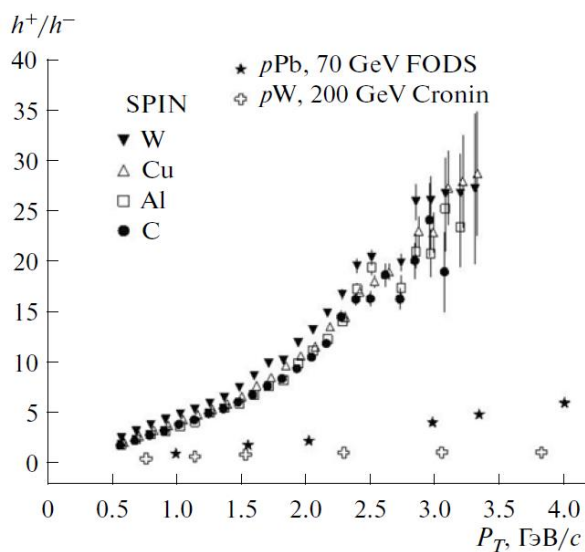 h⁺/h⁻
40
35
30
25
20
15
10
5
0
pPb, 70 GeV FODS
pW, 200 GeV Cronin
SPIN
W
Cu
Al
C
0 0.5 1.0 1.5 2.0 2.5 3.0 3.5 4.0
P_T, ГэВ/c